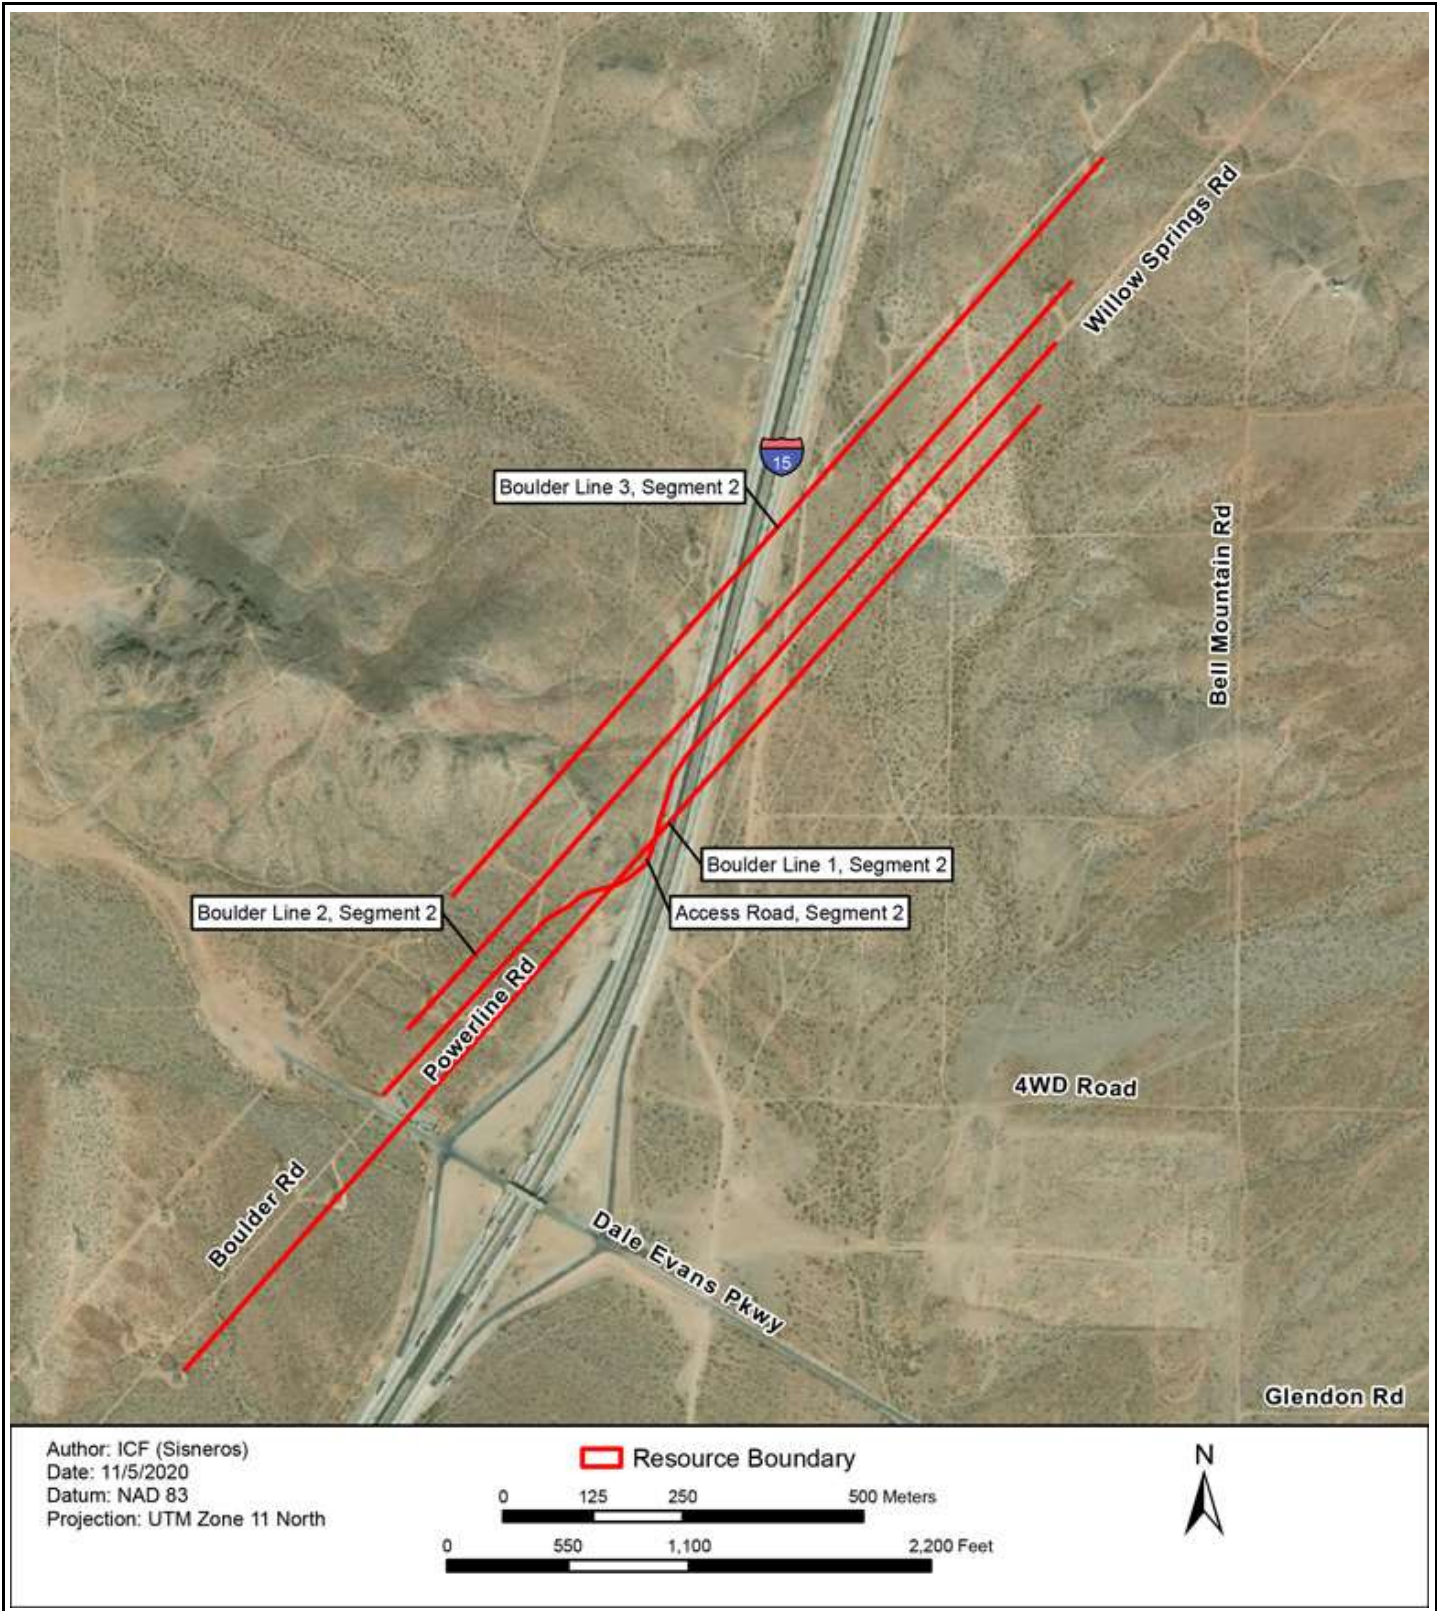 Willow Springs Rd
15
Boulder Line 3, Segment 2
Bell Mountain Rd
Boulder Line 1, Segment 2
Boulder Line 2, Segment 2
Access Road, Segment 2
Powerline Rd
4WD Road
Boulder Rd
Dale Evans Pkwy
Glendon Rd
Author: ICF (Sisneros)
Date: 11/5/2020
Datum: NAD 83
Projection: UTM Zone 11 North
Resource Boundary
0 125 250 500 Meters
0 550 1,100 2,200 Feet
N